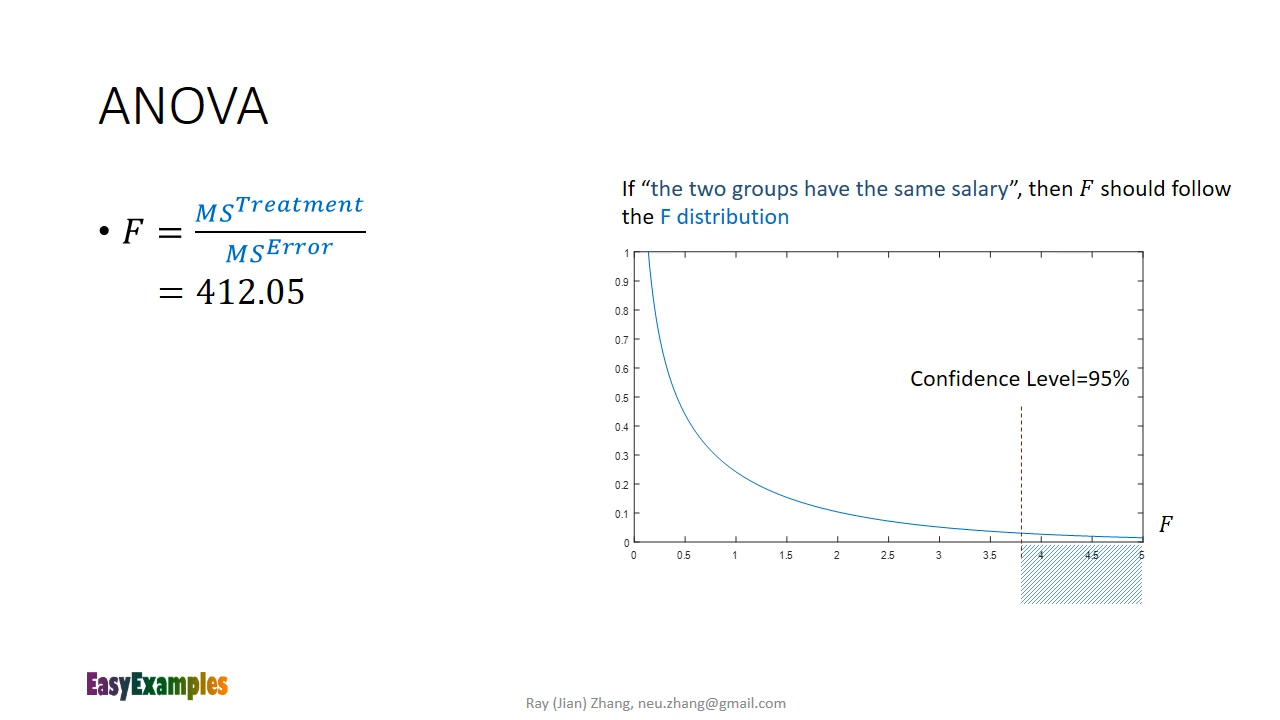 ANOVA
• F = MS^Treatment / MS^Error
= 412.05
If “the two groups have the same salary”, then F should follow
the F distribution
1
0.9
0.8
0.7
0.6
0.5
0.4
0.3
0.2
0.1
0
Confidence Level=95%
F
0 0.5 1 1.5 2 2.5 3 3.5 4 4.5 5
EasyExamples
Ray (Jian) Zhang, neu.zhang@gmail.com